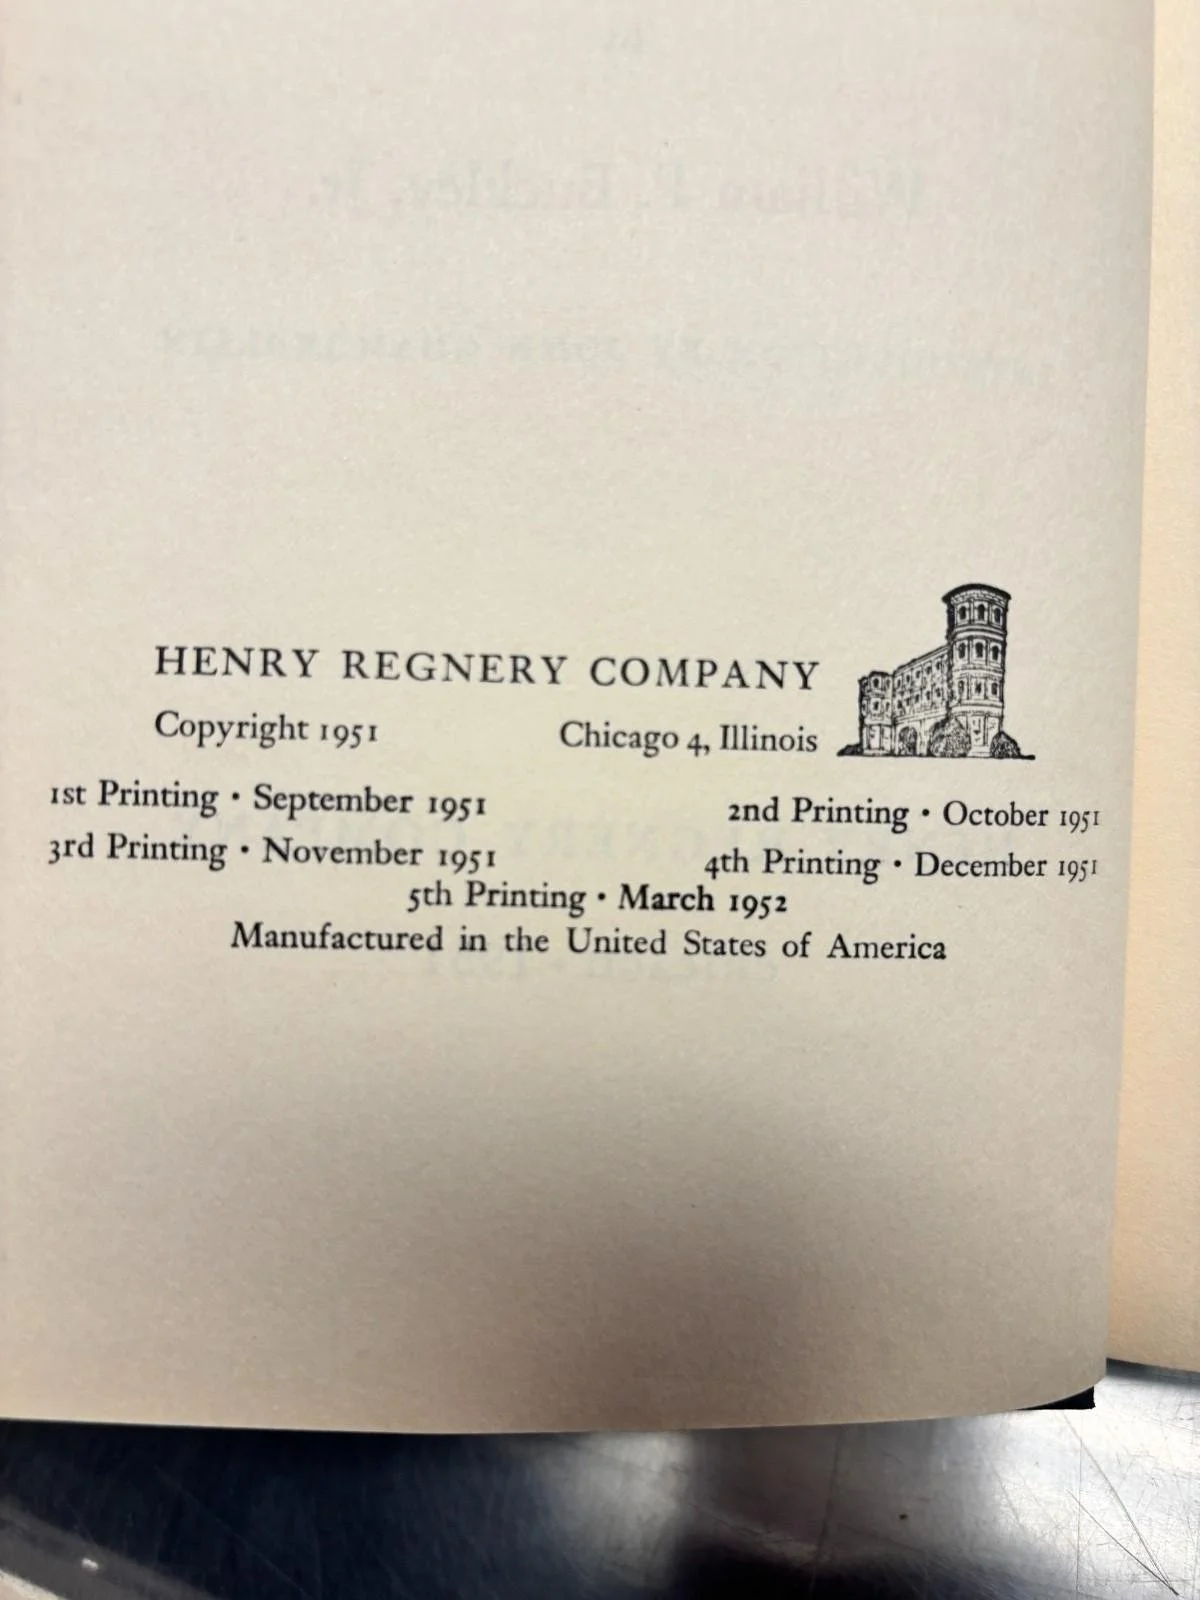 HENRY REGNERY COMPANY
Copyright 1951 Chicago 4, Illinois
1st Printing · September 1951 2nd Printing · October 1951
3rd Printing · November 1951 4th Printing · December 1951
5th Printing · March 1952
Manufactured in the United States of America